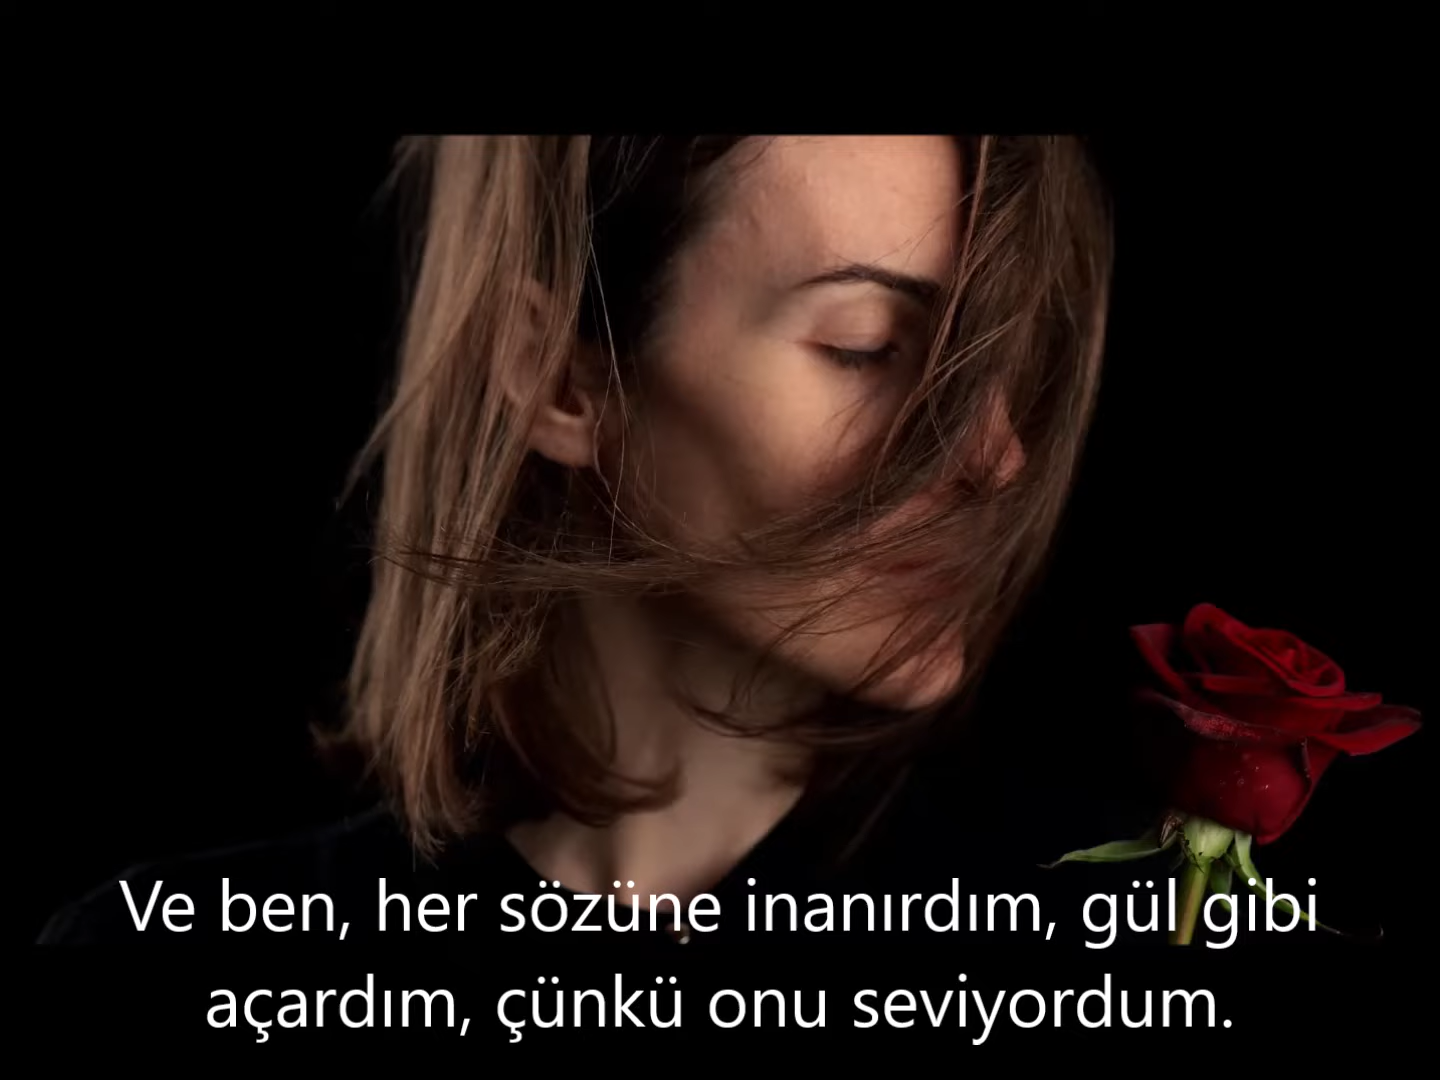 Ve ben, her sözüne inanırdım, gül gibi
açardım, çünkü onu seviyordum.